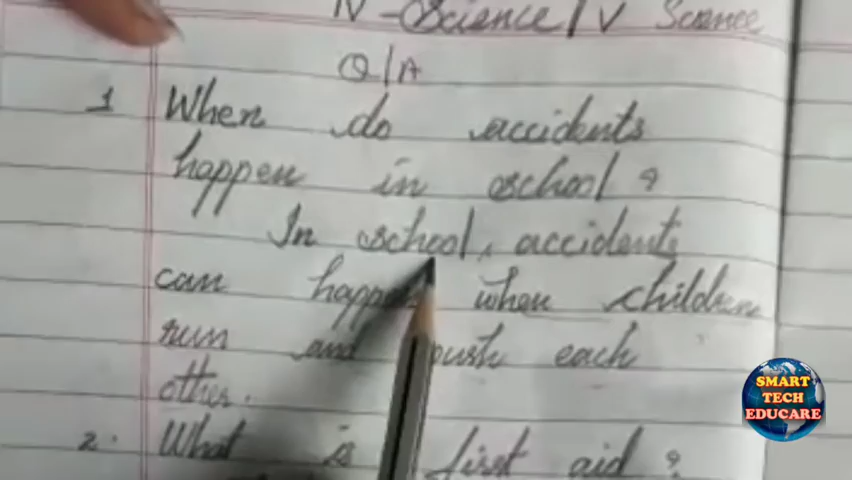 IV - Science / V Science
Q/A
1 When do accidents
happen in school?
In school, accidents
can happen when children
run and push each
other.
2. What is first aid?
SMART
TECH
EDUCARE